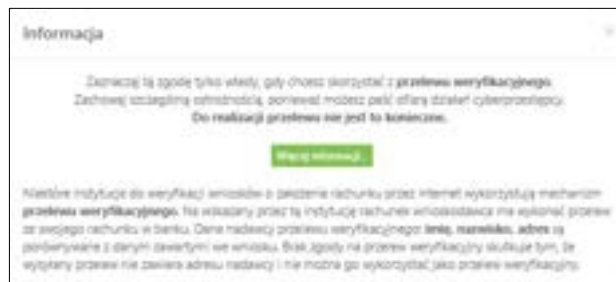 Informacja
Zaznaczaj tą zgodę tylko wtedy, gdy chcesz skorzystać z przelewu weryfikacyjnego.
Zachowaj szczególną ostrożność, ponieważ możesz paść ofiarą działań cyberprzestępcy.
Do realizacji przelewu nie jest to konieczne.
Więcej informacji...
Niektóre instytucje do weryfikacji wniosków o założenie rachunku przez internet wykorzystują mechanizm
przelewu weryfikacyjnego. Na wskazany przez tą instytucję rachunek wnioskodawca ma wykonać przelew
ze swojego rachunku w banku. Dane nadawcy przelewu weryfikacyjnego: imię, nazwisko, adres są
porównywane z danymi zawartymi we wniosku. Brak zgody na przelew weryfikacyjny skutkuje tym, że
wysyłany przelew nie zawiera adresu nadawcy i nie można go wykorzystać jako przelew weryfikacyjny.